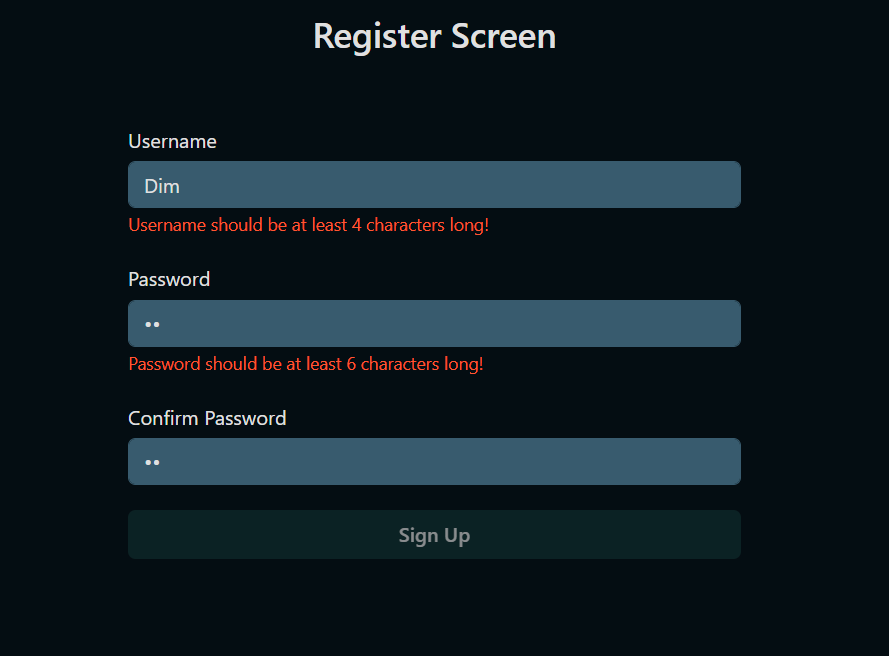 Register Screen
Username
Dim
Username should be at least 4 characters long!
Password
••
Password should be at least 6 characters long!
Confirm Password
••
Sign Up